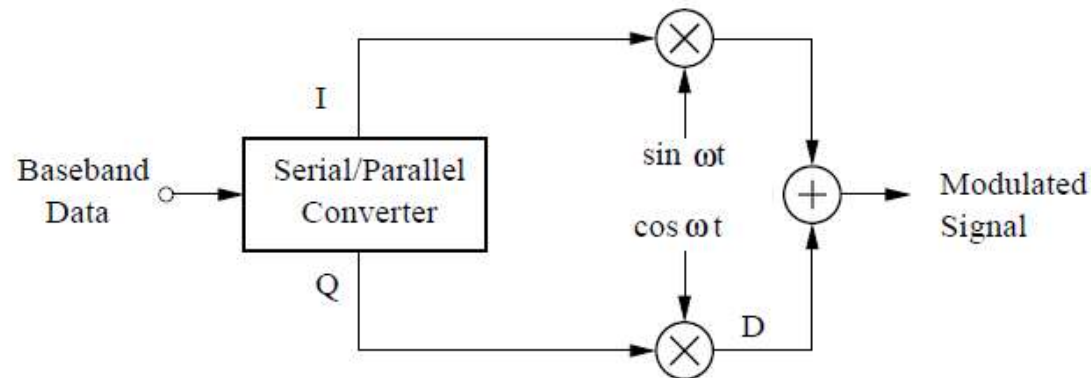 I
Baseband
Data
Serial/Parallel
Converter
sin ωt
cos ω t
Modulated
Signal
Q
D